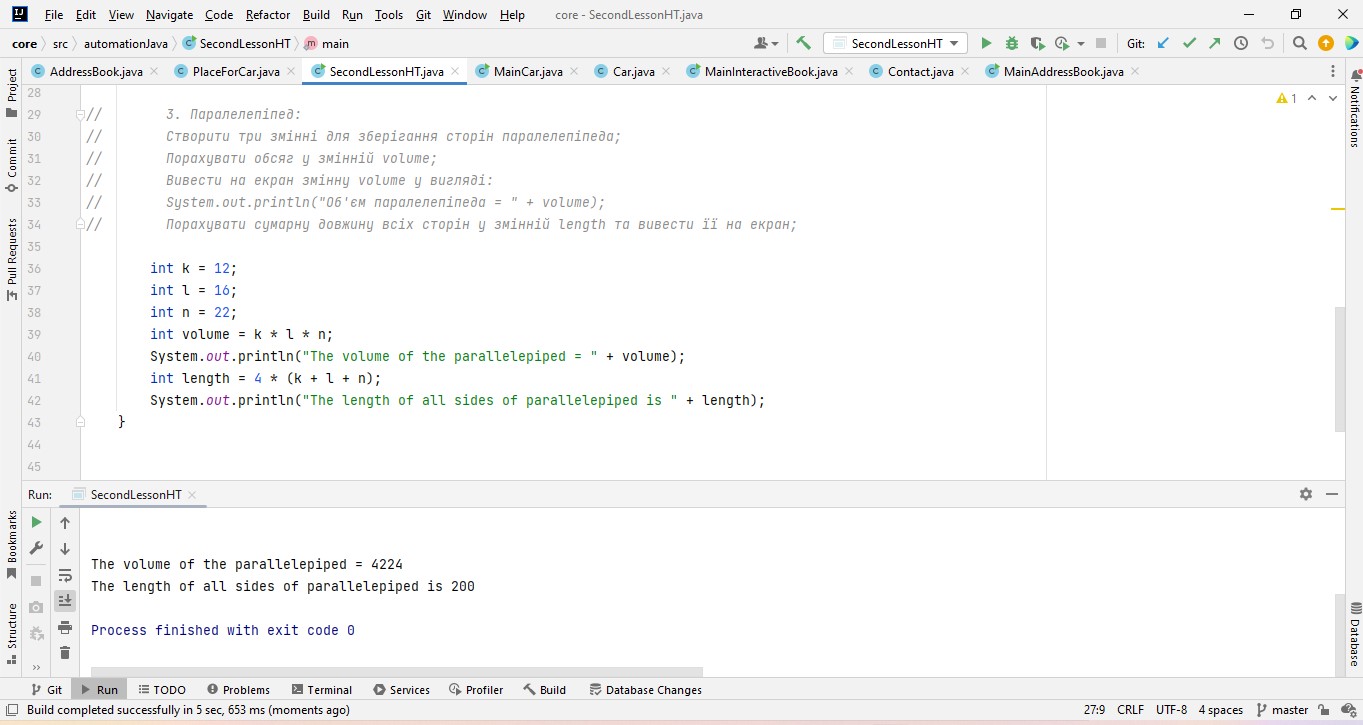 File Edit View Navigate Code Refactor Build Run Tools Git Window Help core - SecondLessonHT.java
core src automationJava SecondLessonHT main SecondLessonHT Git:
AddressBook.java PlaceForCar.java SecondLessonHT.java MainCar.java Car.java MainInteractiveBook.java Contact.java MainAddressBook.java
Project
Commit
Pull Requests
Bookmarks
Structure
Notifications
Database
1
28
29 // 3. Паралелепіпед:
30 // Створити три змінні для зберігання сторін паралелепіпеда;
31 // Порахувати обсяг у змінній volume;
32 // Вивести на екран змінну volume у вигляді:
33 // System.out.println("Об'єм паралелепіпеда = " + volume);
34 // Порахувати сумарну довжину всіх сторін у змінній length та вивести її на екран;
35
36 int k = 12;
37 int l = 16;
38 int n = 22;
39 int volume = k * l * n;
40 System.out.println("The volume of the parallelepiped = " + volume);
41 int length = 4 * (k + l + n);
42 System.out.println("The length of all sides of parallelepiped is " + length);
43 }
44
45
Run: SecondLessonHT
The volume of the parallelepiped = 4224
The length of all sides of parallelepiped is 200
Process finished with exit code 0
Git Run TODO Problems Terminal Services Profiler Build Database Changes
Build completed successfully in 5 sec, 653 ms (moments ago) 27:9 CRLF UTF-8 4 spaces master